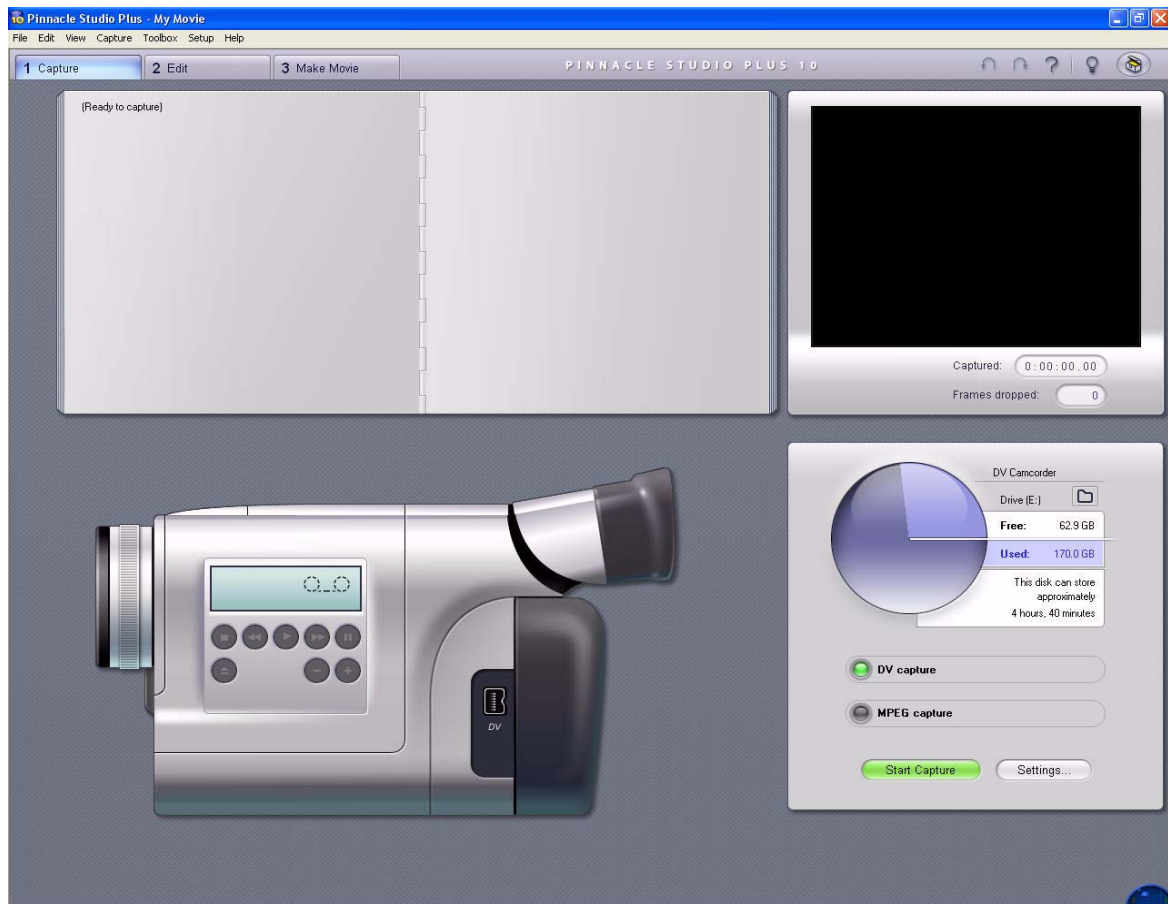 Pinnacle Studio Plus - My Movie
File Edit View Capture Toolbox Setup Help
1 Capture 2 Edit 3 Make Movie PINNACLE STUDIO PLUS 10
(Ready to capture)
Captured: 0:00:00.00
Frames dropped: 0
DV Camcorder
Drive (E:)
Free: 62.9 GB
Used: 170.0 GB
This disk can store
approximately
4 hours, 40 minutes
DV capture
MPEG capture
Start Capture Settings...
DV